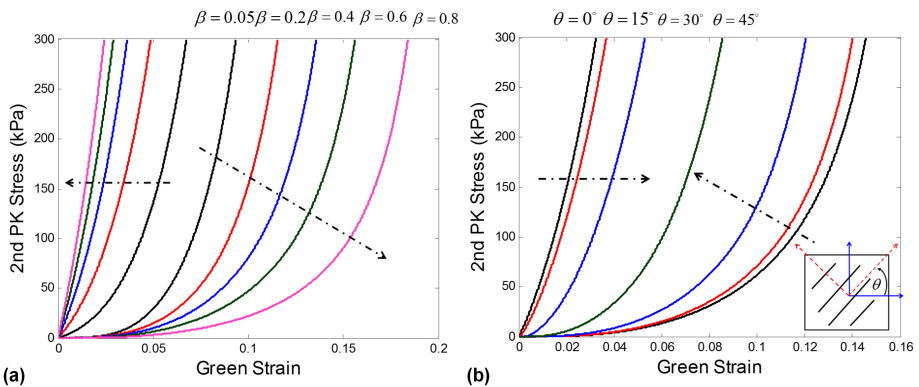 β = 0.05 β = 0.2 β = 0.4 β = 0.6 β = 0.8
θ = 0° θ = 15° θ = 30° θ = 45°
300
250
200
150
100
50
0
2nd PK Stress (kPa)
0 0.05 0.1 0.15 0.2
Green Strain
(a)
300
250
200
150
100
50
0
2nd PK Stress (kPa)
θ
0 0.02 0.04 0.06 0.08 0.1 0.12 0.14 0.16
Green Strain
(b)